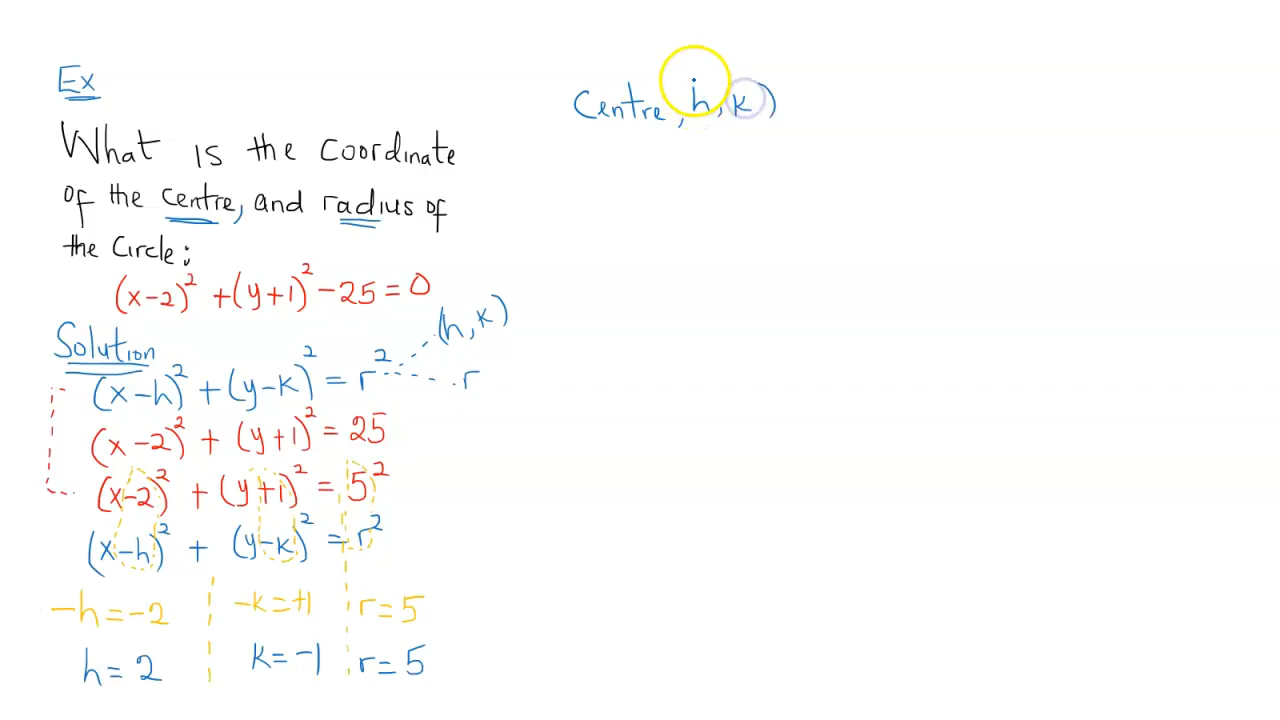 Ex
What is the coordinate
of the centre, and radius of
the Circle:
(x-2)² + (y+1)² - 25 = 0
Solution
(h, k)
(x-h)² + (y-k)² = r² r
(x-2)² + (y+1)² = 25
(x-2)² + (y+1)² = 5²
(x-h)² + (y-k)² = r²
-h = -2 -k = +1 r = 5
h = 2 k = -1 r = 5
Centre, h, k)